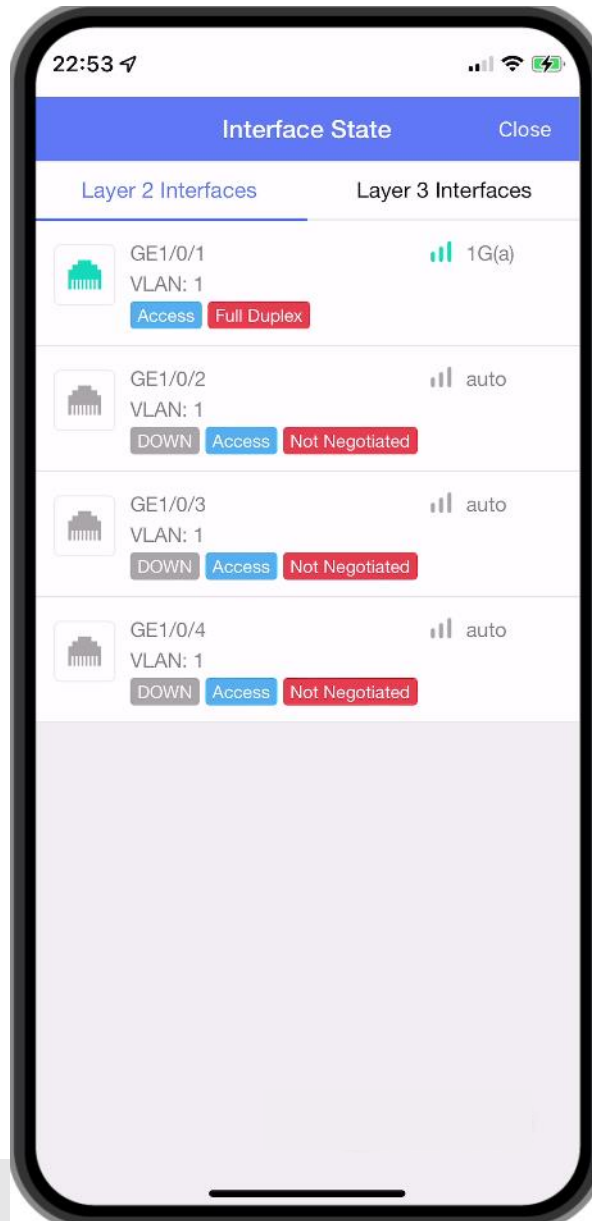 22:53
Interface State Close
Layer 2 Interfaces Layer 3 Interfaces
GE1/0/1 1G(a)
VLAN: 1
Access Full Duplex
GE1/0/2 auto
VLAN: 1
DOWN Access Not Negotiated
GE1/0/3 auto
VLAN: 1
DOWN Access Not Negotiated
GE1/0/4 auto
VLAN: 1
DOWN Access Not Negotiated